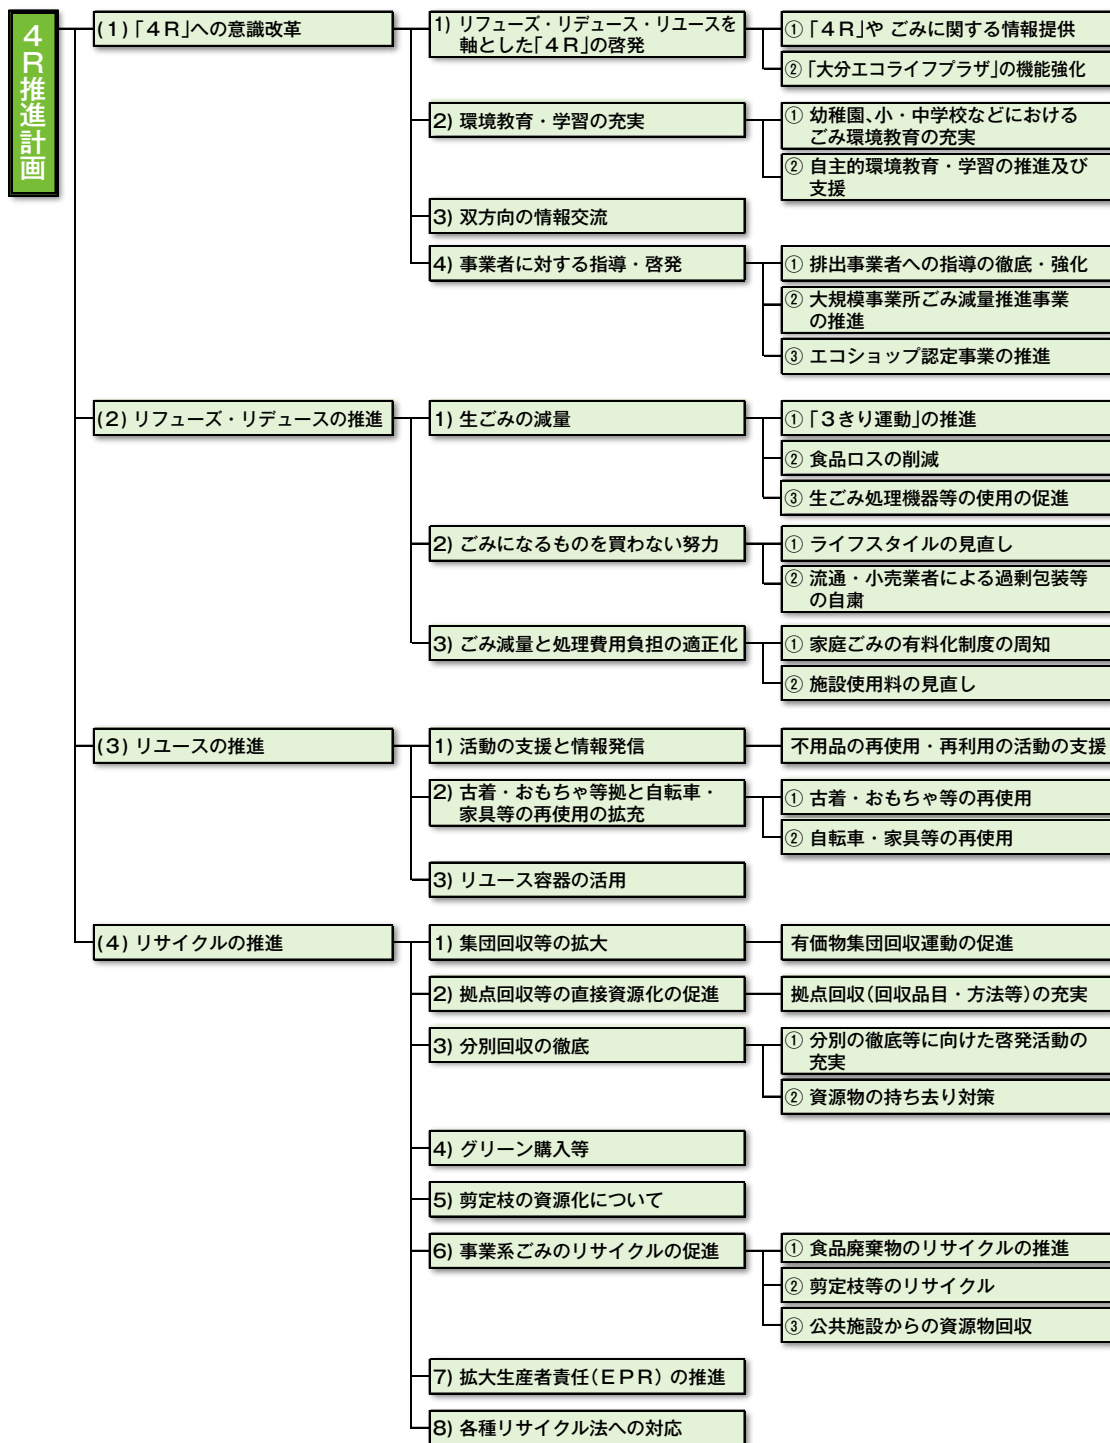 4R推進計画
(1)「4R」への意識改革
1) リフューズ・リデュース・リユースを
軸とした「4R」の啓発
①「4R」や ごみに関する情報提供
②「大分エコライフプラザ」の機能強化
2) 環境教育・学習の充実
① 幼稚園、小・中学校などにおける
ごみ環境教育の充実
② 自主的環境教育・学習の推進及び
支援
3) 双方向の情報交流
4) 事業者に対する指導・啓発
① 排出事業者への指導の徹底・強化
② 大規模事業所ごみ減量推進事業
の推進
③ エコショップ認定事業の推進
(2) リフューズ・リデュースの推進
1) 生ごみの減量
①「3きり運動」の推進
② 食品ロスの削減
③ 生ごみ処理機器等の使用の促進
2) ごみになるものを買わない努力
① ライフスタイルの見直し
② 流通・小売業者による過剰包装等
の自粛
3) ごみ減量と処理費用負担の適正化
① 家庭ごみの有料化制度の周知
② 施設使用料の見直し
(3) リユースの推進
1) 活動の支援と情報発信
不用品の再使用・再利用の活動の支援
2) 古着・おもちゃ等拠と自転車・
家具等の再使用の拡充
① 古着・おもちゃ等の再使用
② 自転車・家具等の再使用
3) リユース容器の活用
(4) リサイクルの推進
1) 集団回収等の拡大
有価物集団回収運動の促進
2) 拠点回収等の直接資源化の促進
拠点回収(回収品目・方法等)の充実
3) 分別回収の徹底
① 分別の徹底等に向けた啓発活動の
充実
② 資源物の持ち去り対策
4) グリーン購入等
5) 剪定枝の資源化について
6) 事業系ごみのリサイクルの促進
① 食品廃棄物のリサイクルの推進
② 剪定枝等のリサイクル
③ 公共施設からの資源物回収
7) 拡大生産者責任(EPR) の推進
8) 各種リサイクル法への対応